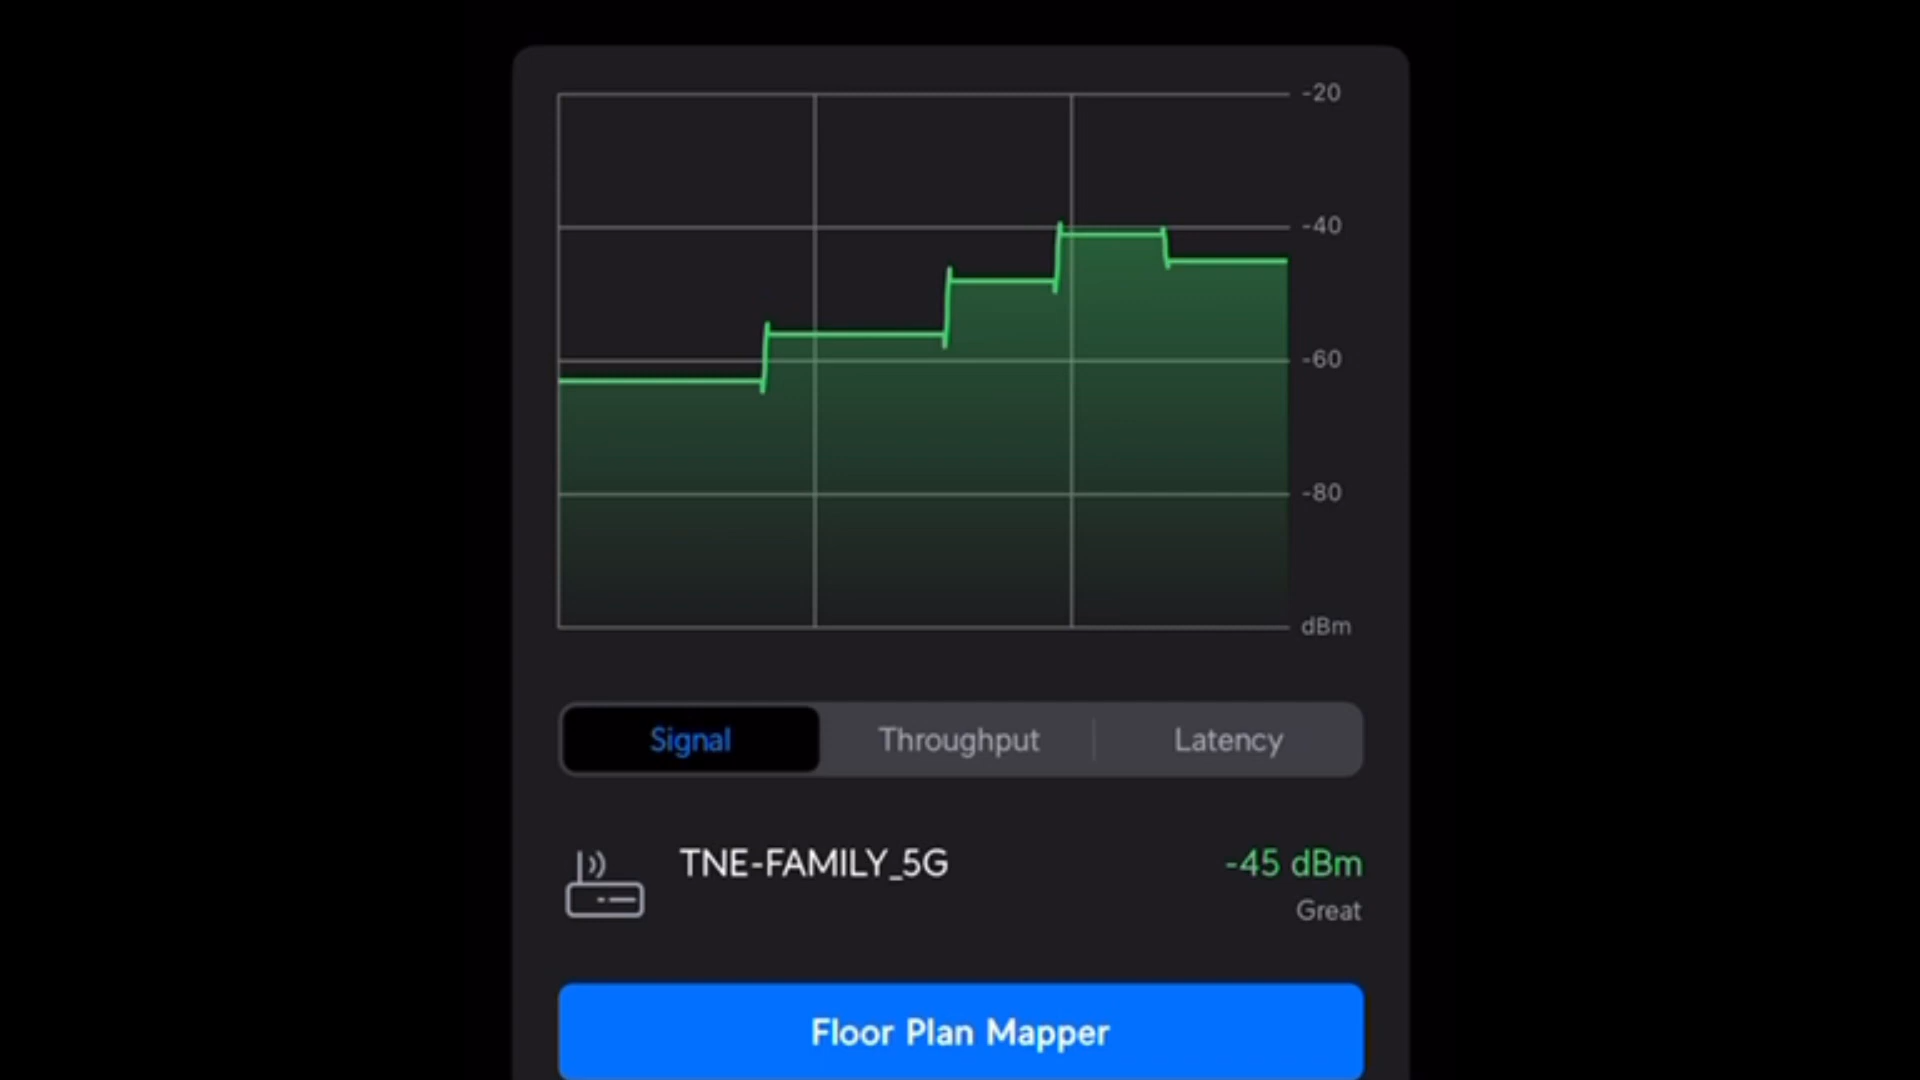 -20
-40
-60
-80
dBm
Signal Throughput Latency
TNE-FAMILY_5G -45 dBm
Great
Floor Plan Mapper